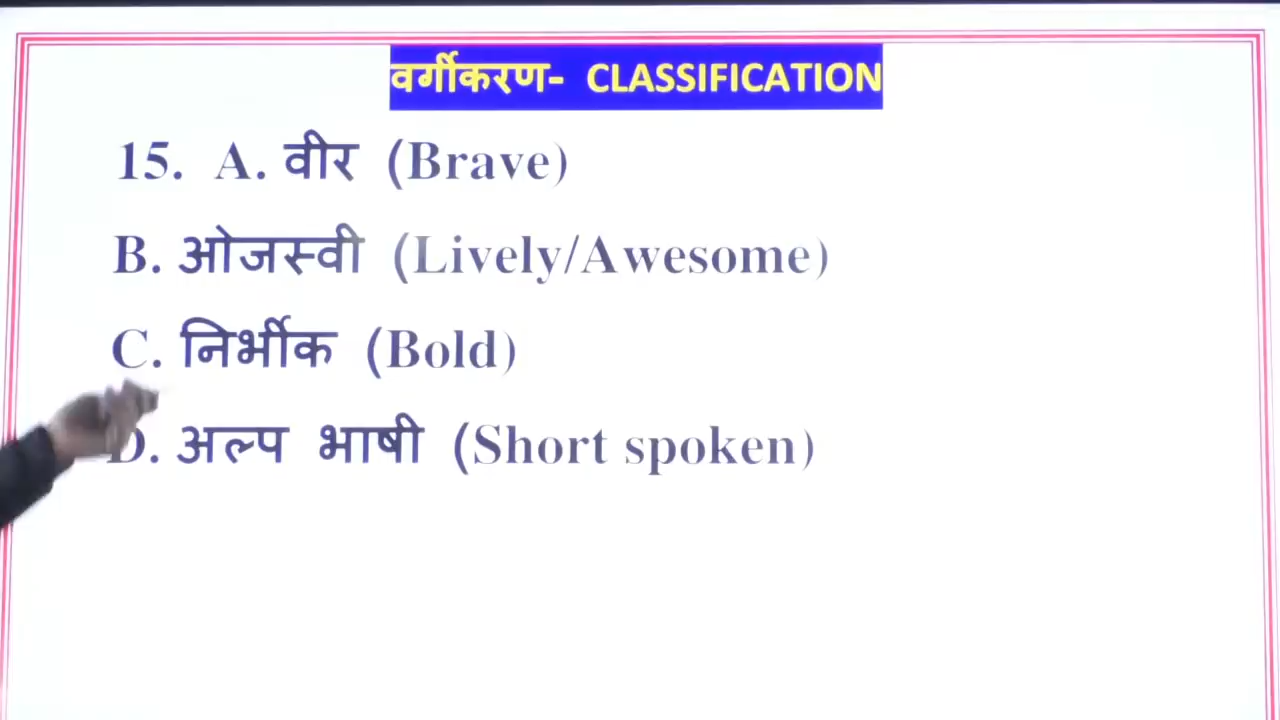 वर्गीकरण- CLASSIFICATION
15. A. वीर (Brave)
B. ओजस्वी (Lively/Awesome)
C. निर्भीक (Bold)
D. अल्प भाषी (Short spoken)